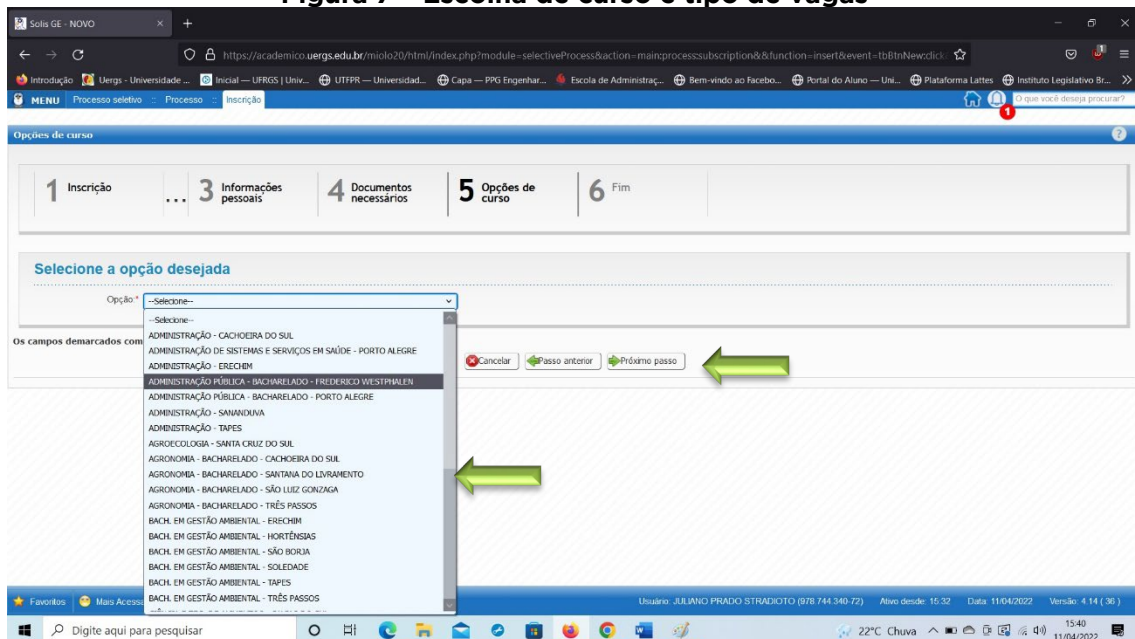 Figura 7 - Escolha de curso e tipo de vagas
Solis GE - NOVO
https://academico.uergs.edu.br/miolo20/html/index.php?module=selectiveProcess&action=main:process:subscription&&function=insert&event=tbBtnNew:click
Introdução Uergs - Universidade ... Inicial — UFRGS | Univ... UTFPR — Universidad... Capa — PPG Engenhar... Escola de Administraç... Bem-vindo ao Facebo... Portal do Aluno — Uni... Plataforma Lattes Instituto Legislativo Br...
MENU Processo seletivo :: Processo :: Inscrição
1 O que você deseja procurar?
Opções de curso
1 Inscrição ... 3 Informações pessoais 4 Documentos necessários 5 Opções de curso 6 Fim
Selecione a opção desejada
Opção:* --Selecione--
--Selecione--
Os campos demarcados com
ADMINISTRAÇÃO - CACHOEIRA DO SUL
ADMINISTRAÇÃO DE SISTEMAS E SERVIÇOS EM SAÚDE - PORTO ALEGRE
ADMINISTRAÇÃO - ERECHIM
Cancelar Passo anterior Próximo passo
ADMINISTRAÇÃO PÚBLICA - BACHARELADO - FREDERICO WESTPHALEN
ADMINISTRAÇÃO PÚBLICA - BACHARELADO - PORTO ALEGRE
ADMINISTRAÇÃO - SANANDUVA
ADMINISTRAÇÃO - TAPES
AGROECOLOGIA - SANTA CRUZ DO SUL
AGRONOMIA - BACHARELADO - CACHOEIRA DO SUL
AGRONOMIA - BACHARELADO - SANTANA DO LIVRAMENTO
AGRONOMIA - BACHARELADO - SÃO LUIZ GONZAGA
AGRONOMIA - BACHARELADO - TRÊS PASSOS
BACH. EM GESTÃO AMBIENTAL - ERECHIM
BACH. EM GESTÃO AMBIENTAL - HORTÊNSIAS
BACH. EM GESTÃO AMBIENTAL - SÃO BORJA
BACH. EM GESTÃO AMBIENTAL - SOLEDADE
BACH. EM GESTÃO AMBIENTAL - TAPES
BACH. EM GESTÃO AMBIENTAL - TRÊS PASSOS
Favoritos Mais Acess
Usuário: JULIANO PRADO STRADIOTO (978.744.340-72) Ativo desde: 15:32 Data: 11/04/2022 Versão: 4.14 ( 36 )
Digite aqui para pesquisar
22°C Chuva
15:40
11/04/2022